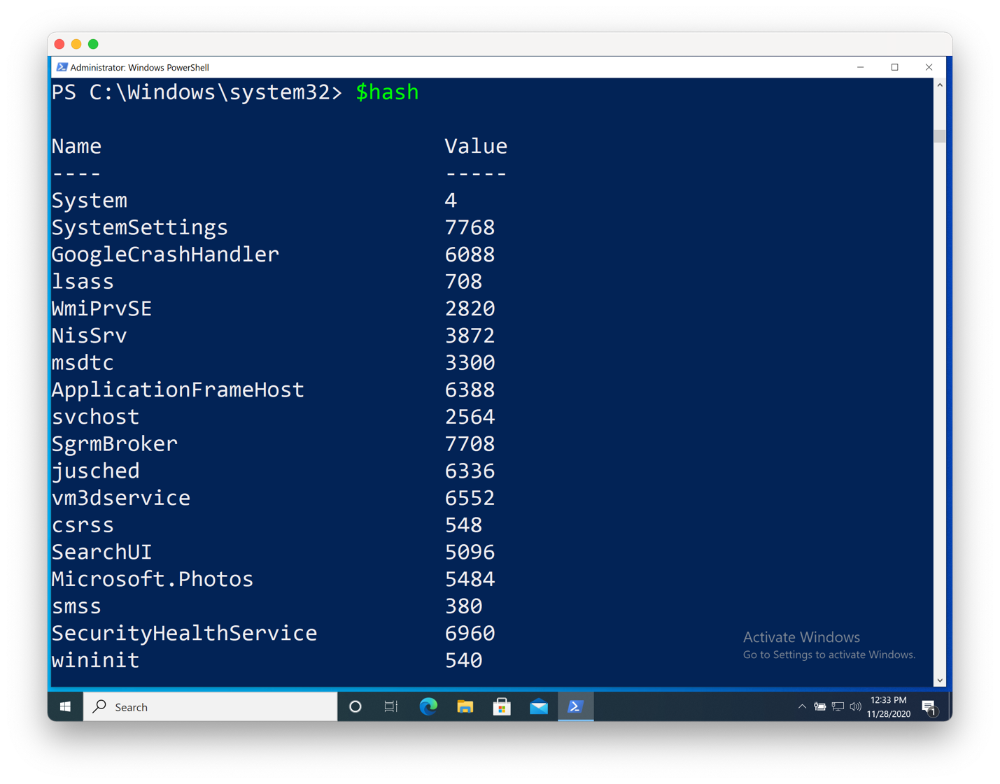 Administrator: Windows PowerShell
PS C:\Windows\system32> $hash
Name Value
---- -----
System 4
SystemSettings 7768
GoogleCrashHandler 6088
lsass 708
WmiPrvSE 2820
NisSrv 3872
msdtc 3300
ApplicationFrameHost 6388
svchost 2564
SgrmBroker 7708
jusched 6336
vm3dservice 6552
csrss 548
SearchUI 5096
Microsoft.Photos 5484
smss 380
SecurityHealthService 6960
wininit 540
Activate Windows
Go to Settings to activate Windows.
Search
12:33 PM
11/28/2020
1